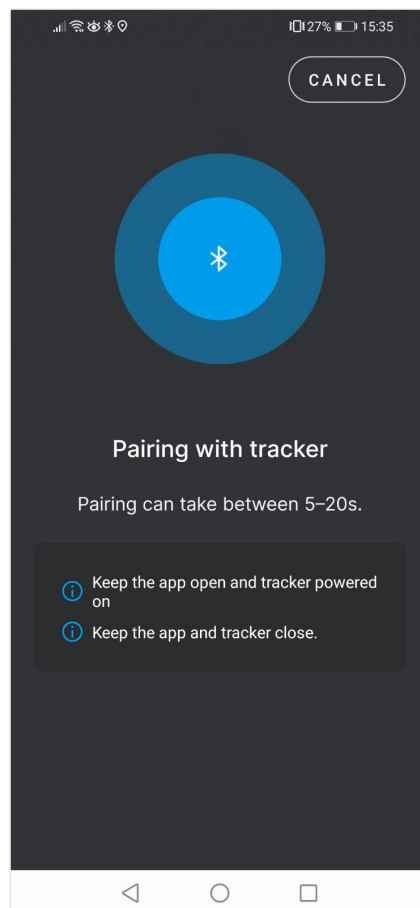 27% 15:35
CANCEL
Pairing with tracker
Pairing can take between 5–20s.
Keep the app open and tracker powered
on
Keep the app and tracker close.